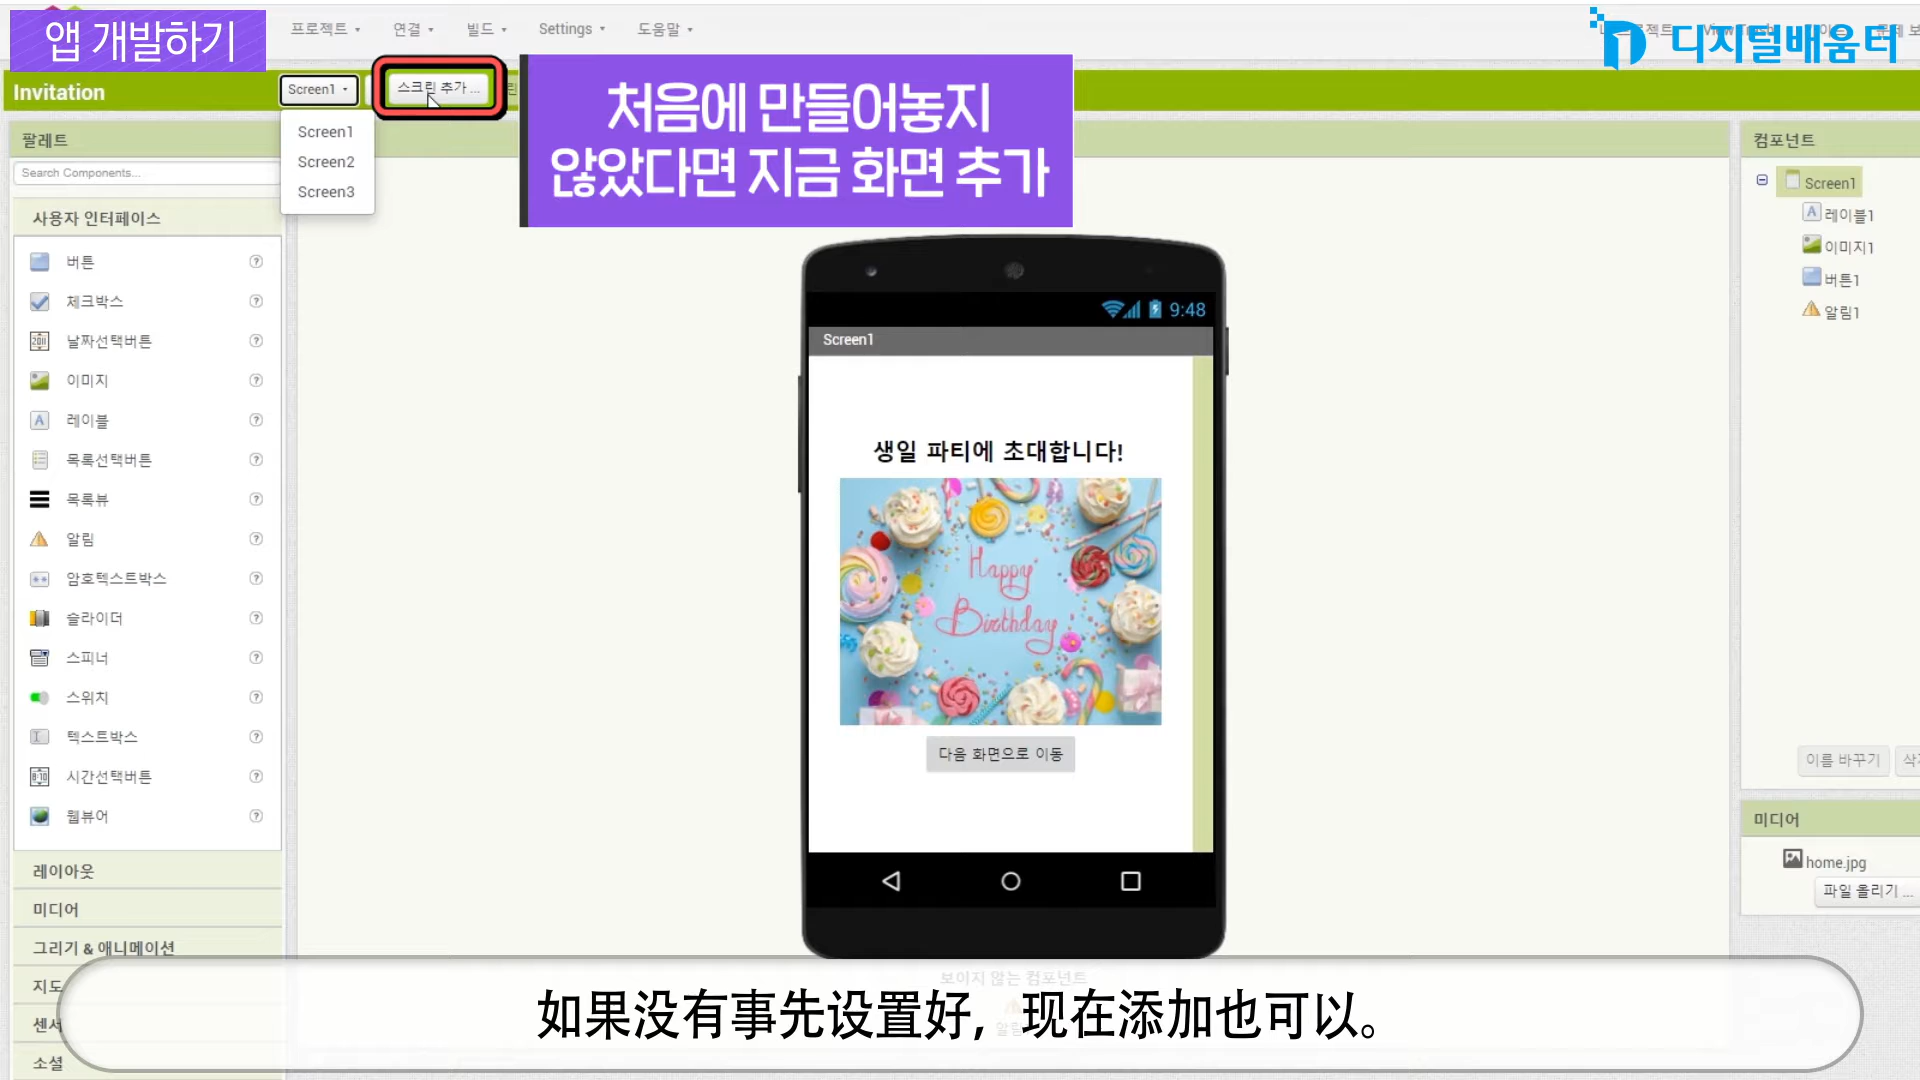 앱 개발하기
프로젝트
연결
빌드
Settings
도움말
디지털배움터
Invitation
Screen1
스크린 추가 ...
처음에 만들어놓지
않았다면 지금 화면 추가
Screen1
Screen2
Screen3
팔레트
Search Components...
사용자 인터페이스
버튼
체크박스
날짜선택버튼
이미지
레이블
목록선택버튼
목록뷰
알림
암호텍스트박스
슬라이더
스피너
스위치
텍스트박스
시간선택버튼
웹뷰어
레이아웃
미디어
그리기 & 애니메이션
지도
센서
소셜
9:48
Screen1
생일 파티에 초대합니다!
Happy
Birthday
다음 화면으로 이동
보이지 않는 컴포넌트
알림
컴포넌트
Screen1
레이블1
이미지1
버튼1
알림1
이름 바꾸기
미디어
home.jpg
파일 올리기 ...
如果没有事先设置好，现在添加也可以。